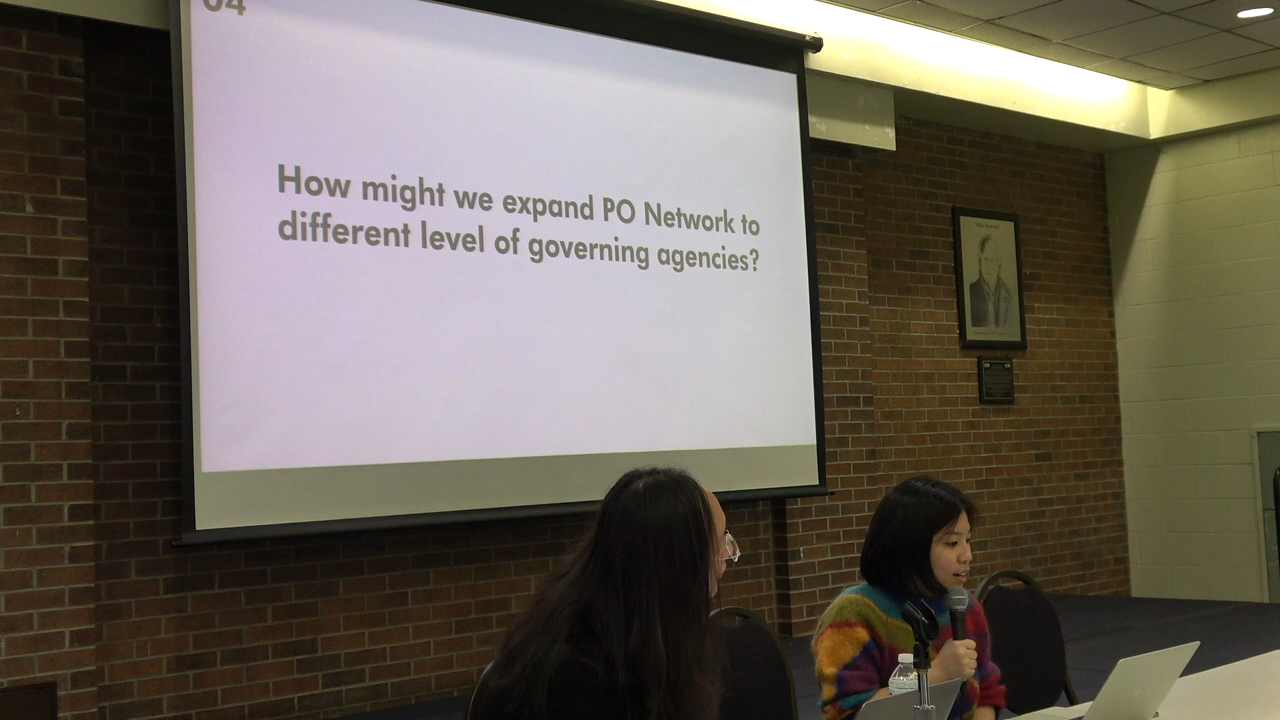 04
How might we expand PO Network to
different level of governing agencies?